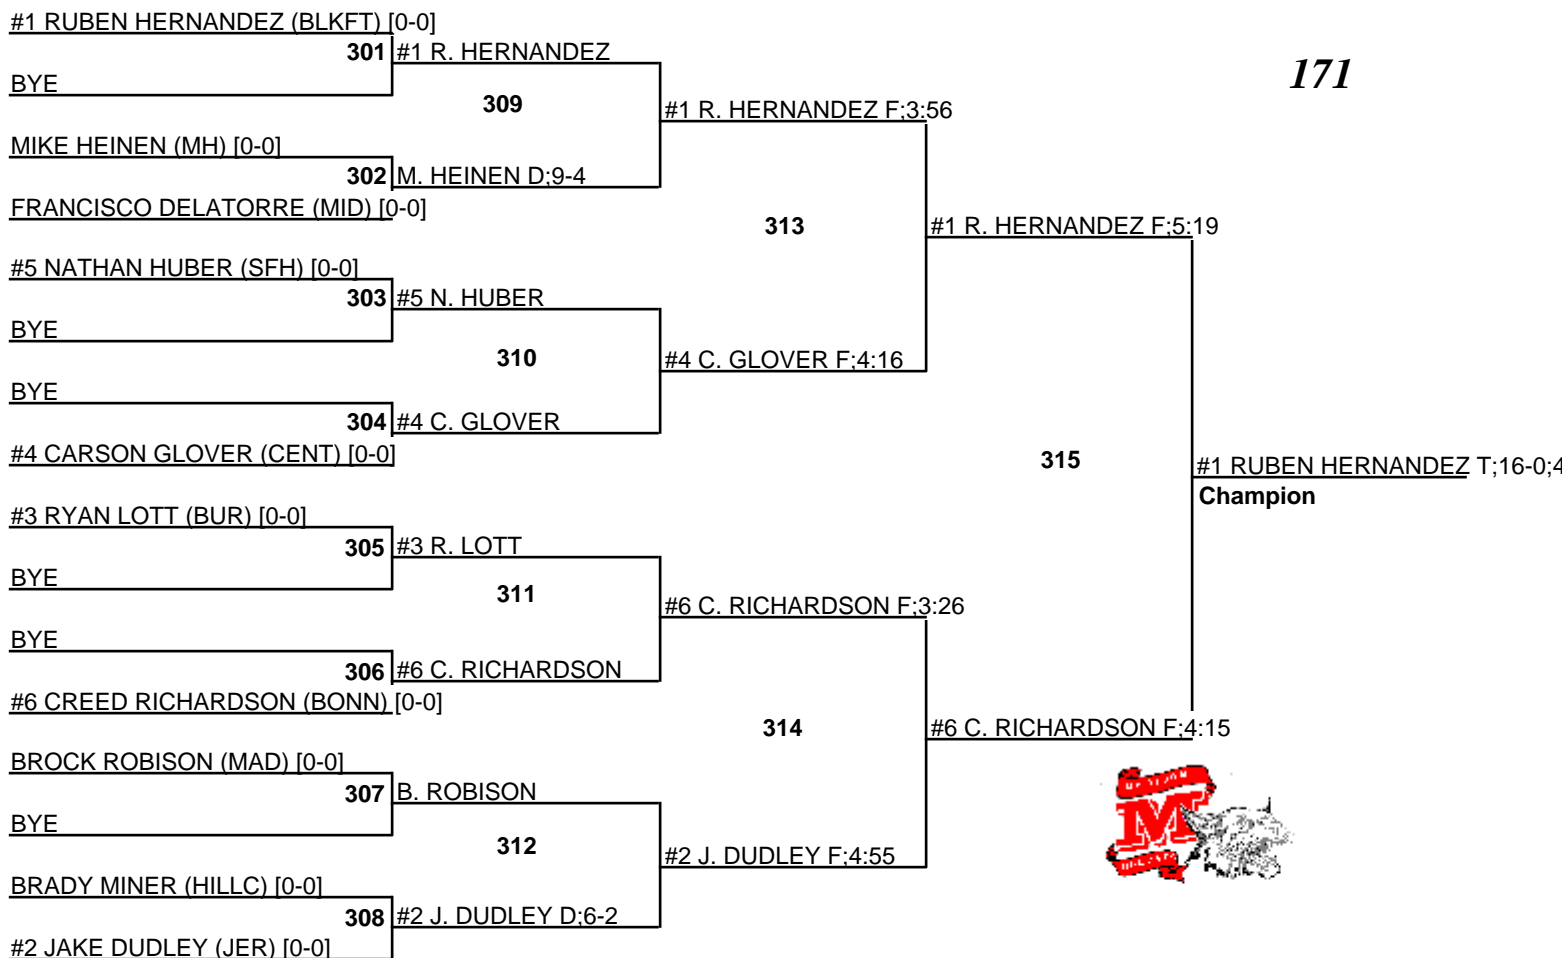 #1 RUBEN HERNANDEZ (BLKFT) [0-0]
301 #1 R. HERNANDEZ
171
BYE
309
#1 R. HERNANDEZ F;3:56
MIKE HEINEN (MH) [0-0]
302 M. HEINEN D;9-4
FRANCISCO DELATORRE (MID) [0-0]
313
#1 R. HERNANDEZ F;5:19
#5 NATHAN HUBER (SFH) [0-0]
303 #5 N. HUBER
BYE
310
#4 C. GLOVER F;4:16
BYE
304 #4 C. GLOVER
#4 CARSON GLOVER (CENT) [0-0]
315
#1 RUBEN HERNANDEZ T;16-0;4
Champion
#3 RYAN LOTT (BUR) [0-0]
305 #3 R. LOTT
BYE
311
#6 C. RICHARDSON F;3:26
BYE
306 #6 C. RICHARDSON
#6 CREED RICHARDSON (BONN) [0-0]
314
#6 C. RICHARDSON F;4:15
BROCK ROBISON (MAD) [0-0]
307 B. ROBISON
BYE
312
#2 J. DUDLEY F;4:55
BRADY MINER (HILLC) [0-0]
308 #2 J. DUDLEY D;6-2
#2 JAKE DUDLEY (JER) [0-0]
M